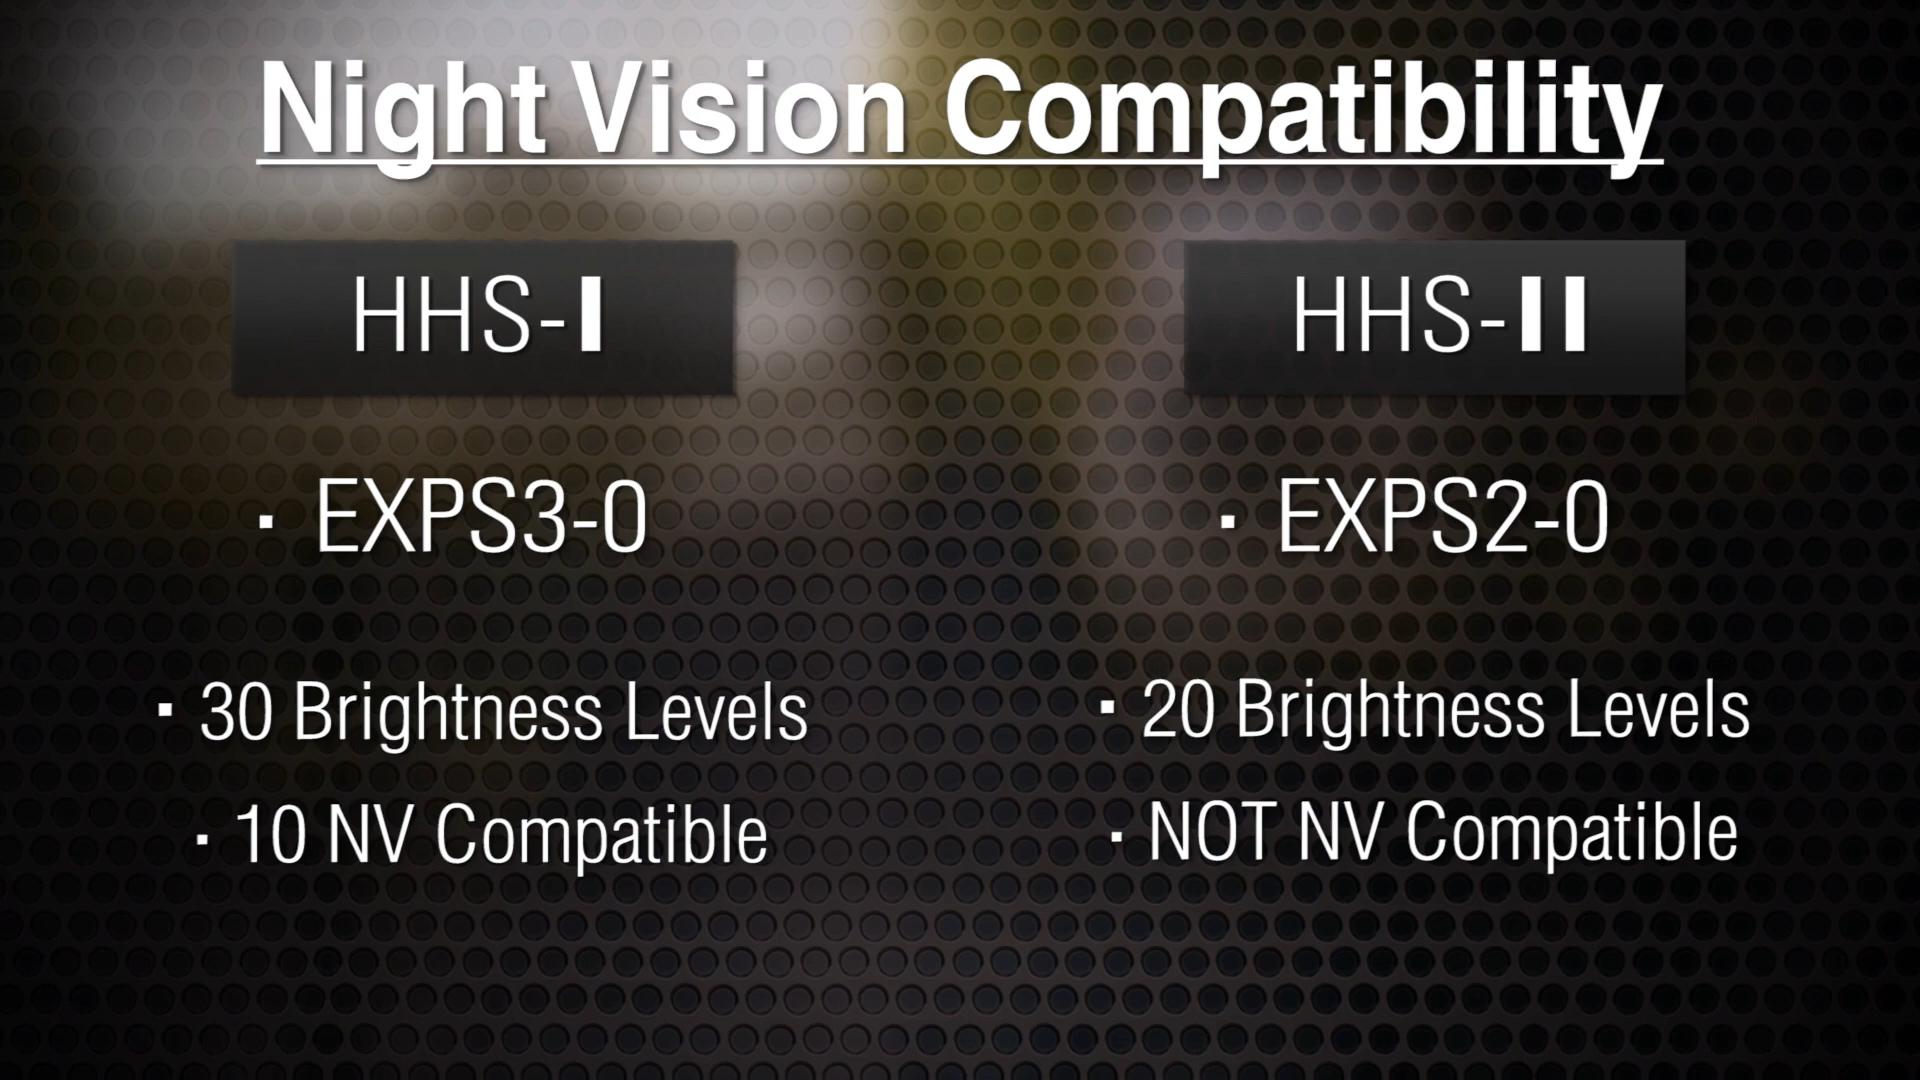 Night Vision Compatibility
HHS-I
▪ EXPS3-0
▪ 30 Brightness Levels
▪ 10 NV Compatible
HHS-II
▪ EXPS2-0
▪ 20 Brightness Levels
▪ NOT NV Compatible